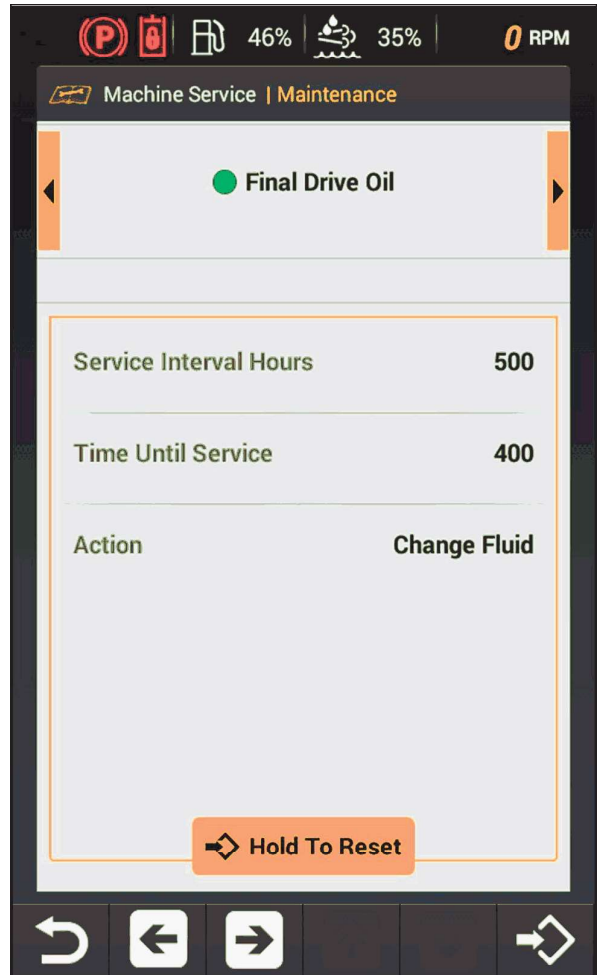 P 46% 35% 0 RPM
Machine Service | Maintenance
Final Drive Oil
Service Interval Hours 500
Time Until Service 400
Action Change Fluid
Hold To Reset